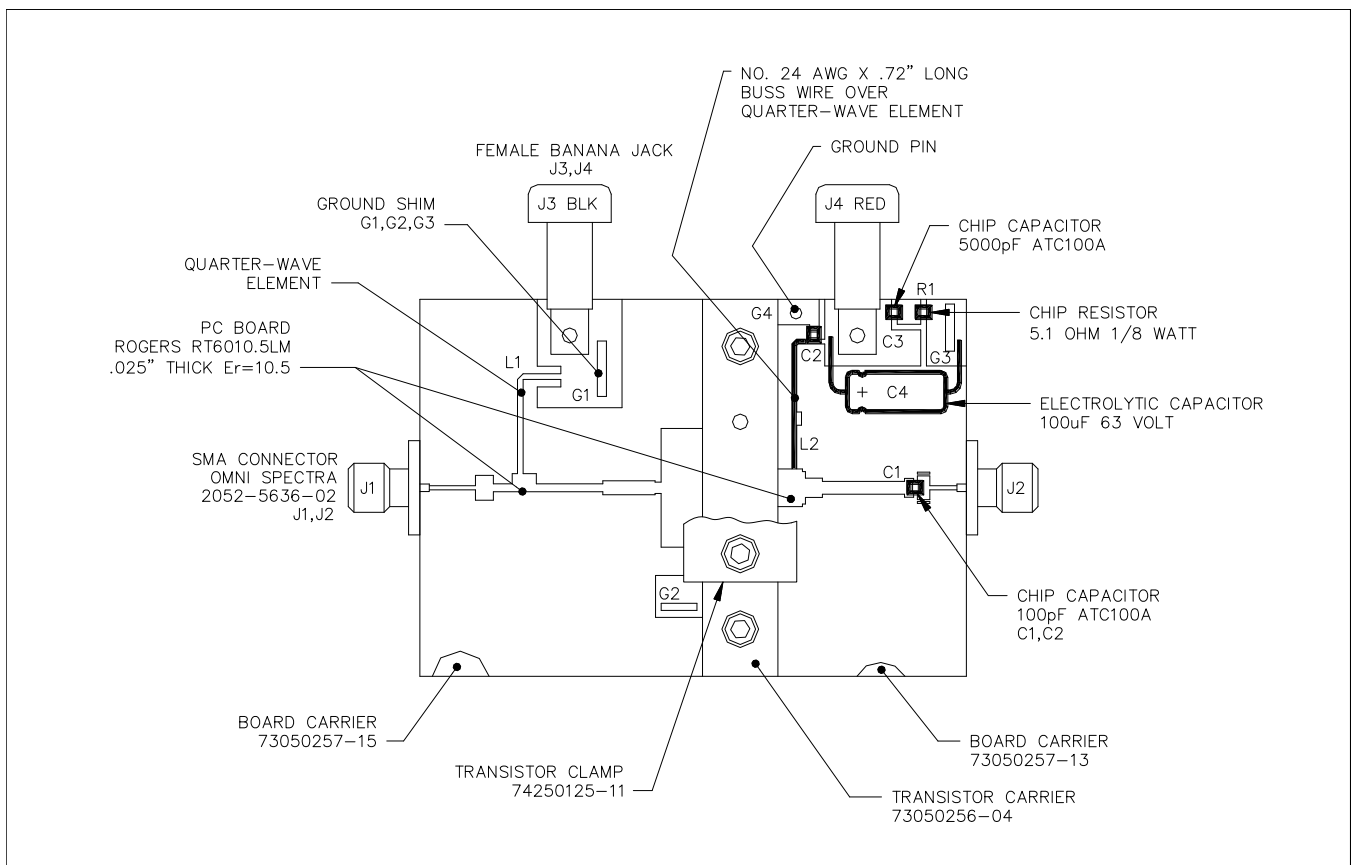 NO. 24 AWG X .72" LONG
BUSS WIRE OVER
QUARTER-WAVE ELEMENT
FEMALE BANANA JACK
J3,J4
GROUND PIN
GROUND SHIM
G1,G2,G3
J3 BLK
J4 RED
CHIP CAPACITOR
5000pF ATC100A
QUARTER-WAVE
ELEMENT
R1
G4
CHIP RESISTOR
5.1 OHM 1/8 WATT
PC BOARD
ROGERS RT6010.5LM
.025" THICK Er=10.5
L1
C2
C3
G3
G1
+ C4
ELECTROLYTIC CAPACITOR
100uF 63 VOLT
L2
SMA CONNECTOR
OMNI SPECTRA
2052-5636-02
J1,J2
J1
C1
J2
G2
CHIP CAPACITOR
100pF ATC100A
C1,C2
BOARD CARRIER
73050257-15
BOARD CARRIER
73050257-13
TRANSISTOR CLAMP
74250125-11
TRANSISTOR CARRIER
73050256-04